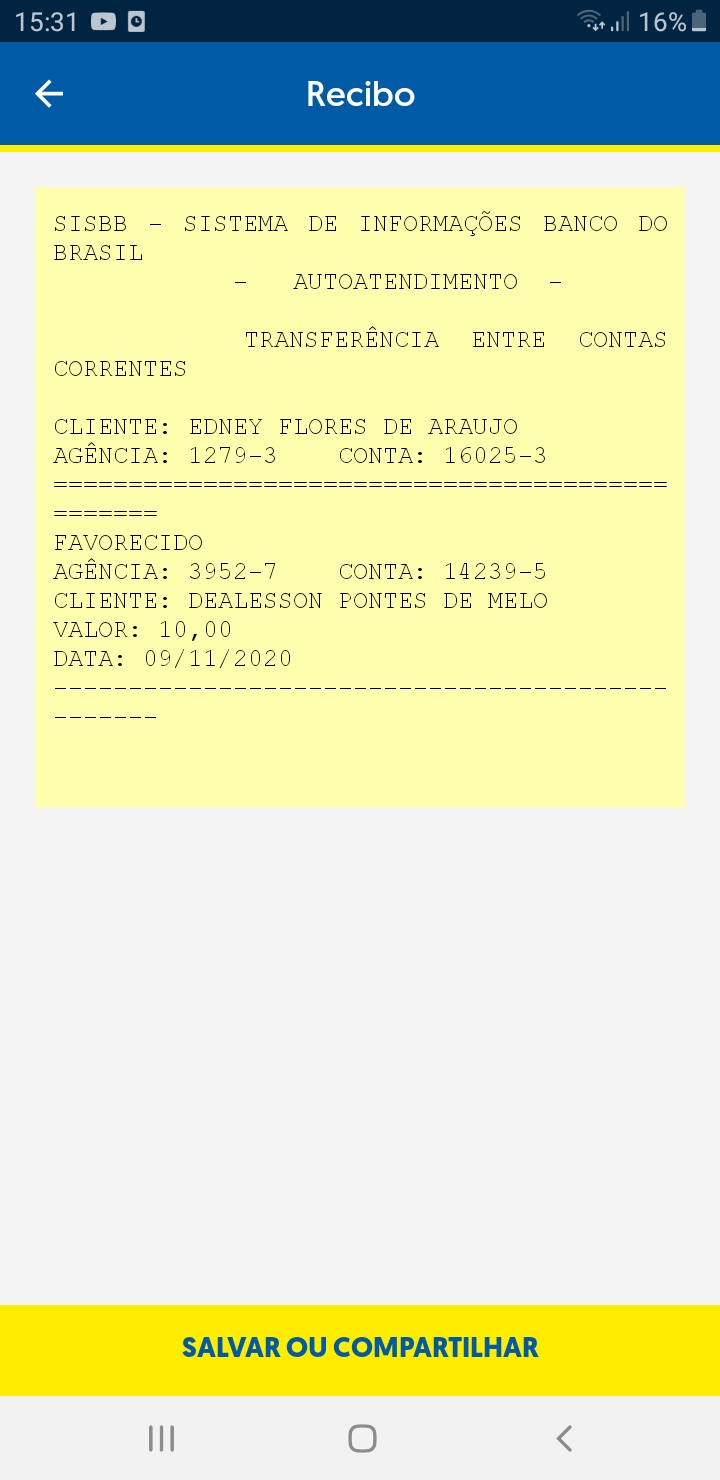 15:31
16%
Recibo
SISBB - SISTEMA DE INFORMAÇÕES BANCO DO
BRASIL
- AUTOATENDIMENTO -
TRANSFERÊNCIA ENTRE CONTAS
CORRENTES
CLIENTE: EDNEY FLORES DE ARAUJO
AGÊNCIA: 1279-3 CONTA: 16025-3
=========================================
=======
FAVORECIDO
AGÊNCIA: 3952-7 CONTA: 14239-5
CLIENTE: DEALESSON PONTES DE MELO
VALOR: 10,00
DATA: 09/11/2020
-----------------------------------------
-------
SALVAR OU COMPARTILHAR